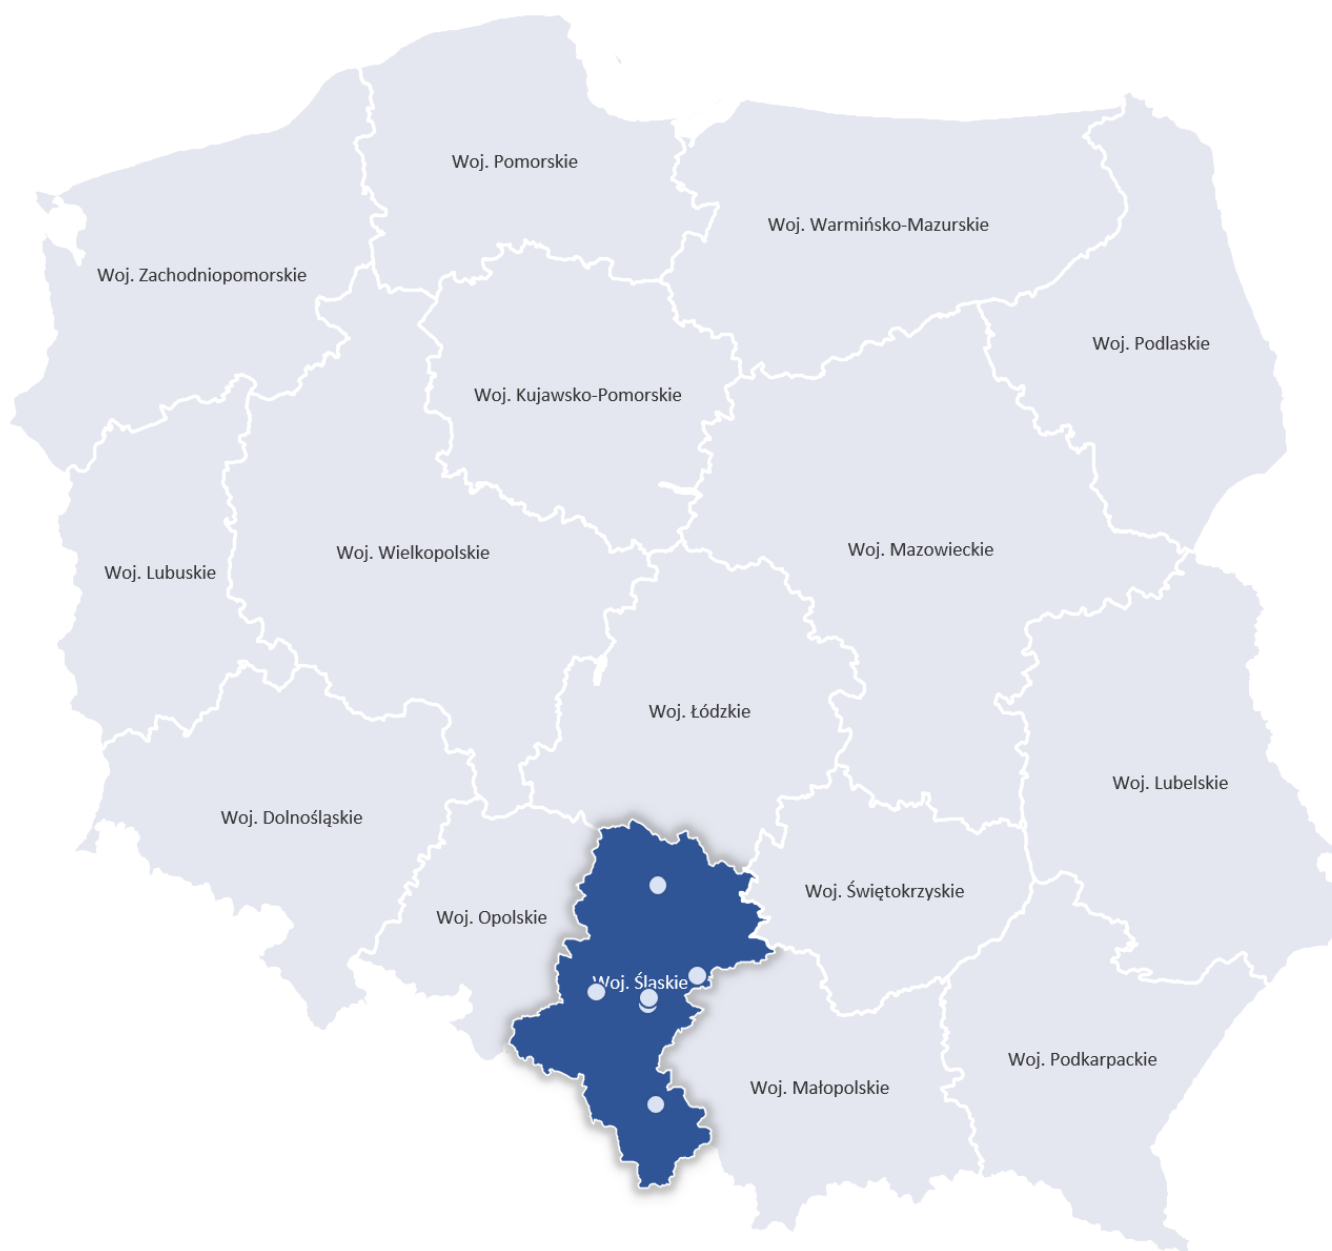 Woj. Pomorskie
Woj. Warmińsko-Mazurskie
Woj. Zachodniopomorskie
Woj. Podlaskie
Woj. Kujawsko-Pomorskie
Woj. Wielkopolskie
Woj. Mazowieckie
Woj. Lubuskie
Woj. Łódzkie
Woj. Lubelskie
Woj. Dolnośląskie
Woj. Świętokrzyskie
Woj. Opolskie
Woj. Śląskie
Woj. Podkarpackie
Woj. Małopolskie